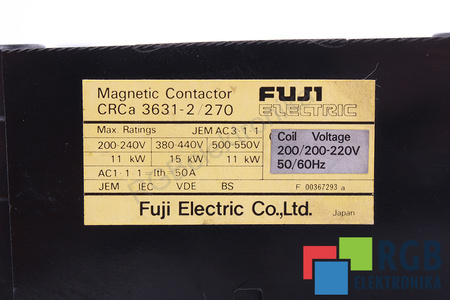 Magnetic Contactor
CRCa 3631-2/270
FUJI
ELECTRIC
Max. Ratings JEM AC3·1·1
200-240V 380-440V 500-550V
11 kW 15 kW 11 kW
AC1·1·1 Ith=50A
JEM IEC VDE BS
Coil Voltage
200/200-220V
50/60Hz
F 00367293 a
Fuji Electric Co.,Ltd.
Japan
RGB
ELEKTRONIKA